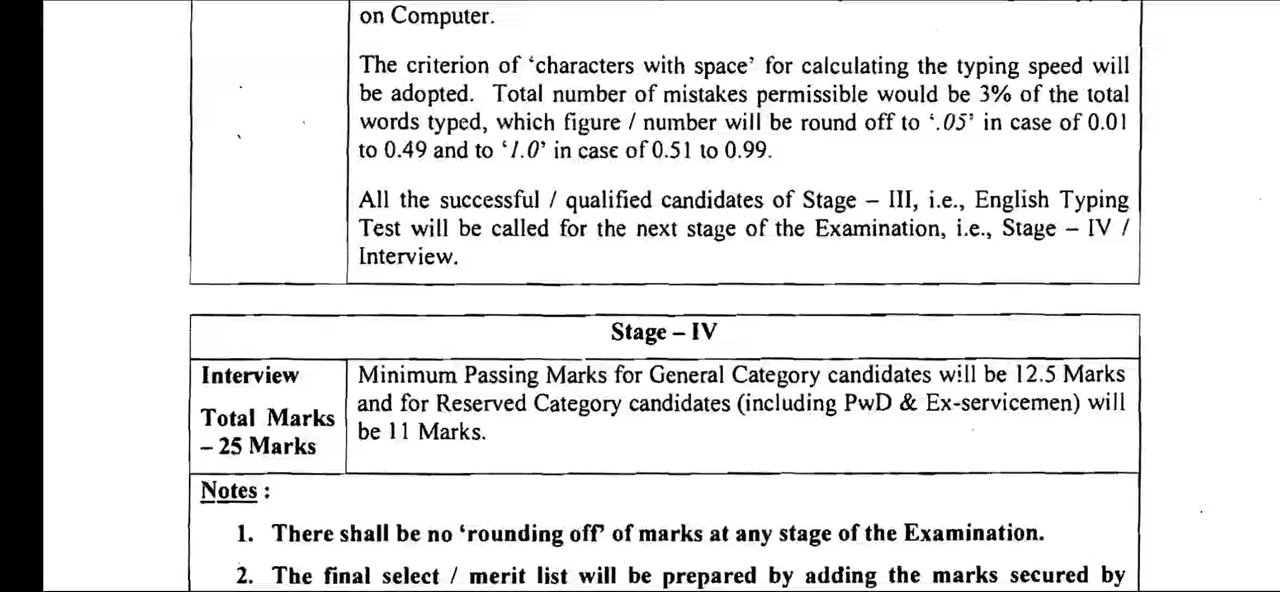 on Computer.
The criterion of ‘characters with space’ for calculating the typing speed will
be adopted. Total number of mistakes permissible would be 3% of the total
words typed, which figure / number will be round off to ‘.05’ in case of 0.01
to 0.49 and to ‘1.0’ in case of 0.51 to 0.99.
All the successful / qualified candidates of Stage – III, i.e., English Typing
Test will be called for the next stage of the Examination, i.e., Stage – IV /
Interview.
Stage – IV
Interview
Total Marks
– 25 Marks
Minimum Passing Marks for General Category candidates will be 12.5 Marks
and for Reserved Category candidates (including PwD & Ex-servicemen) will
be 11 Marks.
Notes :
1. There shall be no ‘rounding off’ of marks at any stage of the Examination.
2. The final select / merit list will be prepared by adding the marks secured by